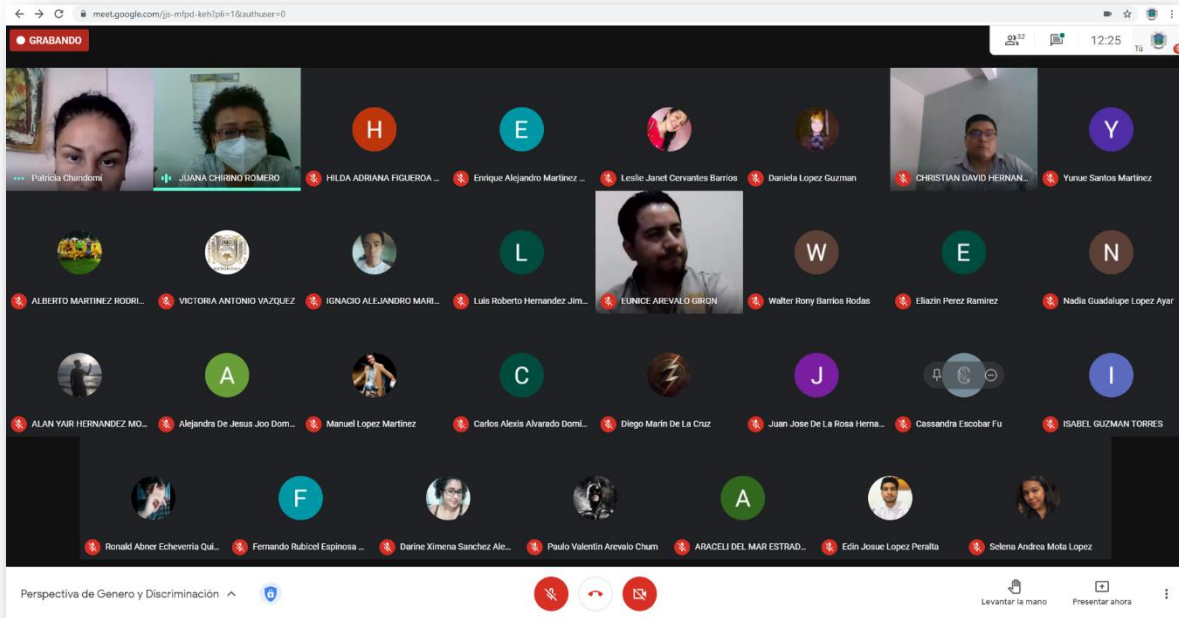 meet.google.com/jjs-mfpd-keh?pli=1&authuser=0
GRABANDO
32
12:25
Tú
Patricia Chandomí
JUANA CHIRINO ROMERO
H
HILDA ADRIANA FIGUEROA ...
E
Enrique Alejandro Martinez ...
Leslie Janet Cervantes Barrios
Daniela Lopez Guzman
CHRISTIAN DAVID HERNAN...
Y
Yunue Santos Martinez
ALBERTO MARTINEZ RODRI...
VICTORIA ANTONIO VAZQUEZ
IGNACIO ALEJANDRO MARI...
L
Luis Roberto Hernandez Jim...
EUNICE AREVALO GIRON
W
Walter Rony Barrios Rodas
E
Eliazin Perez Ramirez
N
Nadia Guadalupe Lopez Ayar
ALAN YAIR HERNANDEZ MO...
A
Alejandra De Jesus Joo Dom...
Manuel Lopez Martinez
C
Carlos Alexis Alvarado Domi...
Diego Marin De La Cruz
J
Juan Jose De La Rosa Herna...
C
Cassandra Escobar Fu
I
ISABEL GUZMAN TORRES
Ronald Abner Echeverria Qui...
F
Fernando Rubicel Espinosa ...
Darine Ximena Sanchez Ale...
Paulo Valentin Arevalo Chum
A
ARACELI DEL MAR ESTRAD...
Edin Josue Lopez Peralta
Selena Andrea Mota Lopez
Perspectiva de Genero y Discriminación
Levantar la mano
Presentar ahora